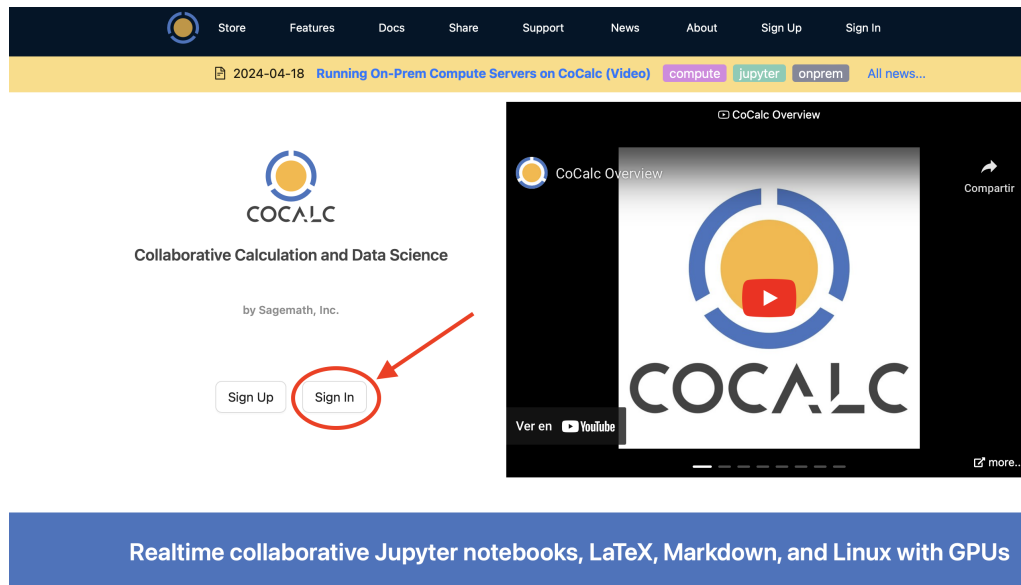 Store Features Docs Share Support News About Sign Up Sign In
2024-04-18 Running On-Prem Compute Servers on CoCalc (Video) compute jupyter onprem All news...
CoCalc Overview
CoCalc Overview
Compartir
COCALC
Ver en YouTube
more..
COCALC
Collaborative Calculation and Data Science
by Sagemath, Inc.
Sign Up Sign In
Realtime collaborative Jupyter notebooks, LaTeX, Markdown, and Linux with GPUs